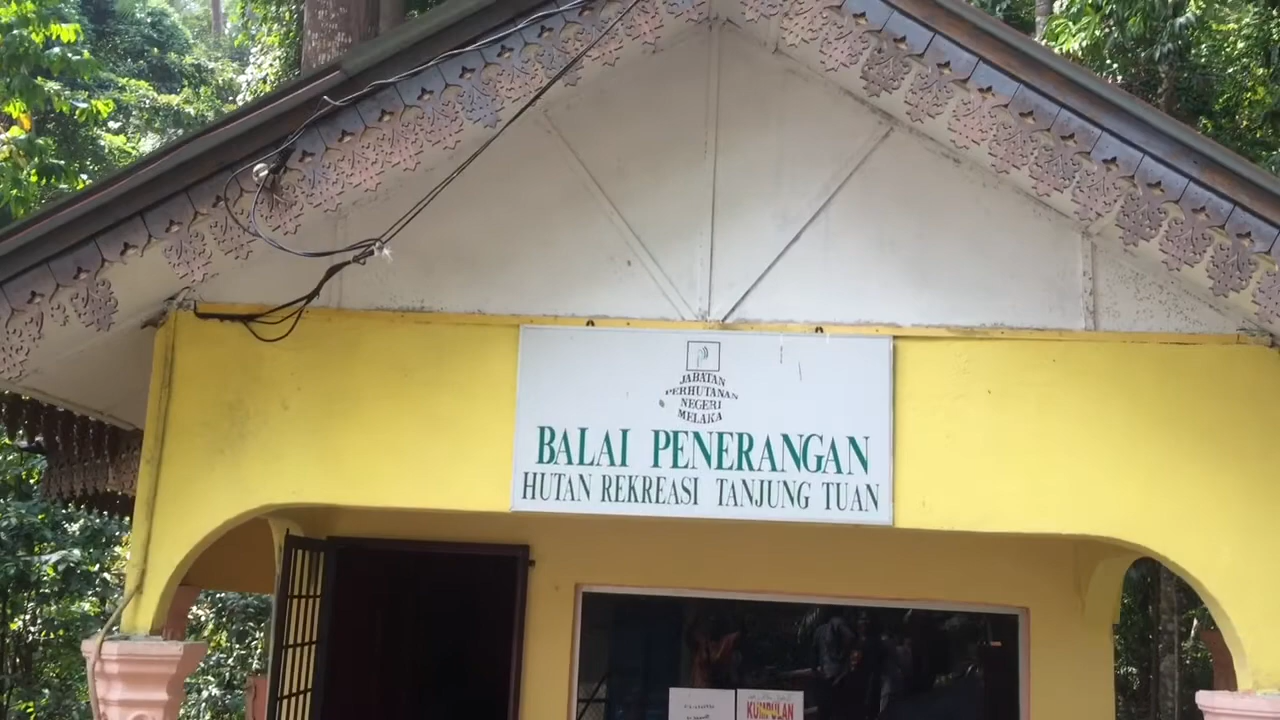 JABATAN
PERHUTANAN
NEGERI
MELAKA
BALAI PENERANGAN
HUTAN REKREASI TANJUNG TUAN
KUMPULAN